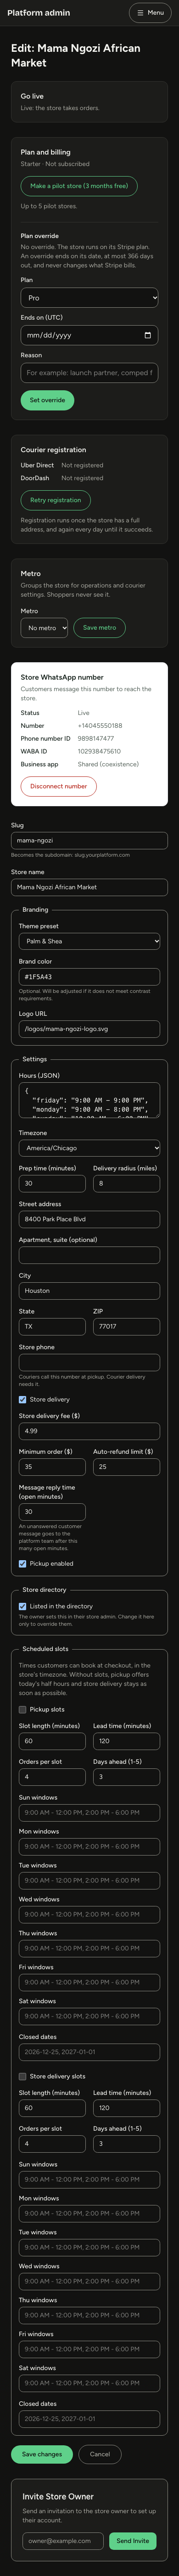 Platform admin
Menu
Edit: Mama Ngozi African
Market
Go live
Live: the store takes orders.
Plan and billing
Starter · Not subscribed
Make a pilot store (3 months free)
Up to 5 pilot stores.
Plan override
No override. The store runs on its Stripe plan.
An override ends on its date, at most 366 days
out, and never changes what Stripe bills.
Plan
Pro
Ends on (UTC)
mm/dd/yyyy
Reason
For example: launch partner, comped f
Set override
Courier registration
Uber Direct Not registered
DoorDash Not registered
Retry registration
Registration runs once the store has a full
address, and again every day until it succeeds.
Metro
Groups the store for operations and courier
settings. Shoppers never see it.
Metro
No metro
Save metro
Store WhatsApp number
Customers message this number to reach the
store.
Status Live
Number +14045550188
Phone number ID 9898147477
WABA ID 102938475610
Business app Shared (coexistence)
Disconnect number
Slug
mama-ngozi
Becomes the subdomain: slug.yourplatform.com
Store name
Mama Ngozi African Market
Branding
Theme preset
Palm & Shea
Brand color
#1F5A43
Optional. Will be adjusted if it does not meet contrast
requirements.
Logo URL
/logos/mama-ngozi-logo.svg
Settings
Hours (JSON)
{
"friday": "9:00 AM – 9:00 PM",
"monday": "9:00 AM – 8:00 PM",
Timezone
America/Chicago
Prep time (minutes) Delivery radius (miles)
30 8
Street address
8400 Park Place Blvd
Apartment, suite (optional)
City
Houston
State ZIP
TX 77017
Store phone
Couriers call this number at pickup. Courier delivery
needs it.
Store delivery
Store delivery fee ($)
4.99
Minimum order ($) Auto-refund limit ($)
35 25
Message reply time
(open minutes)
30
An unanswered customer
message goes to the
platform team after this
many open minutes.
Pickup enabled
Store directory
Listed in the directory
The owner sets this in their store admin. Change it here
only to override them.
Scheduled slots
Times customers can book at checkout, in the
store's timezone. Without slots, pickup offers
today's half hours and store delivery stays as
soon as possible.
Pickup slots
Slot length (minutes) Lead time (minutes)
60 120
Orders per slot Days ahead (1-5)
4 3
Sun windows
9:00 AM - 12:00 PM, 2:00 PM - 6:00 PM
Mon windows
9:00 AM - 12:00 PM, 2:00 PM - 6:00 PM
Tue windows
9:00 AM - 12:00 PM, 2:00 PM - 6:00 PM
Wed windows
9:00 AM - 12:00 PM, 2:00 PM - 6:00 PM
Thu windows
9:00 AM - 12:00 PM, 2:00 PM - 6:00 PM
Fri windows
9:00 AM - 12:00 PM, 2:00 PM - 6:00 PM
Sat windows
9:00 AM - 12:00 PM, 2:00 PM - 6:00 PM
Closed dates
2026-12-25, 2027-01-01
Store delivery slots
Slot length (minutes) Lead time (minutes)
60 120
Orders per slot Days ahead (1-5)
4 3
Sun windows
9:00 AM - 12:00 PM, 2:00 PM - 6:00 PM
Mon windows
9:00 AM - 12:00 PM, 2:00 PM - 6:00 PM
Tue windows
9:00 AM - 12:00 PM, 2:00 PM - 6:00 PM
Wed windows
9:00 AM - 12:00 PM, 2:00 PM - 6:00 PM
Thu windows
9:00 AM - 12:00 PM, 2:00 PM - 6:00 PM
Fri windows
9:00 AM - 12:00 PM, 2:00 PM - 6:00 PM
Sat windows
9:00 AM - 12:00 PM, 2:00 PM - 6:00 PM
Closed dates
2026-12-25, 2027-01-01
Save changes
Cancel
Invite Store Owner
Send an invitation to the store owner to set up
their account.
owner@example.com
Send Invite